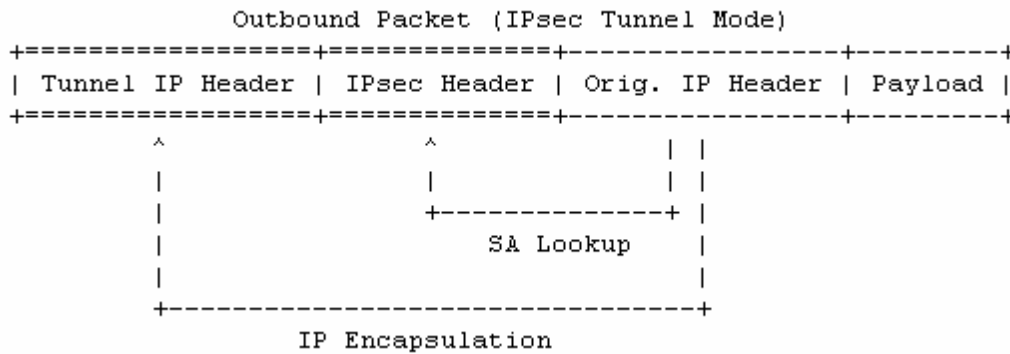 Outbound Packet (IPsec Tunnel Mode)
| Tunnel IP Header | IPsec Header | Orig. IP Header | Payload |
SA Lookup
IP Encapsulation